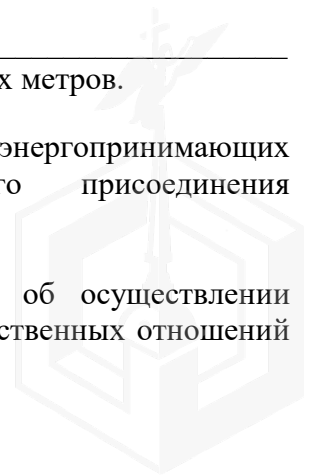 х метров.
энергопринимающих
го присоединения
об осуществлении
ственных отношений